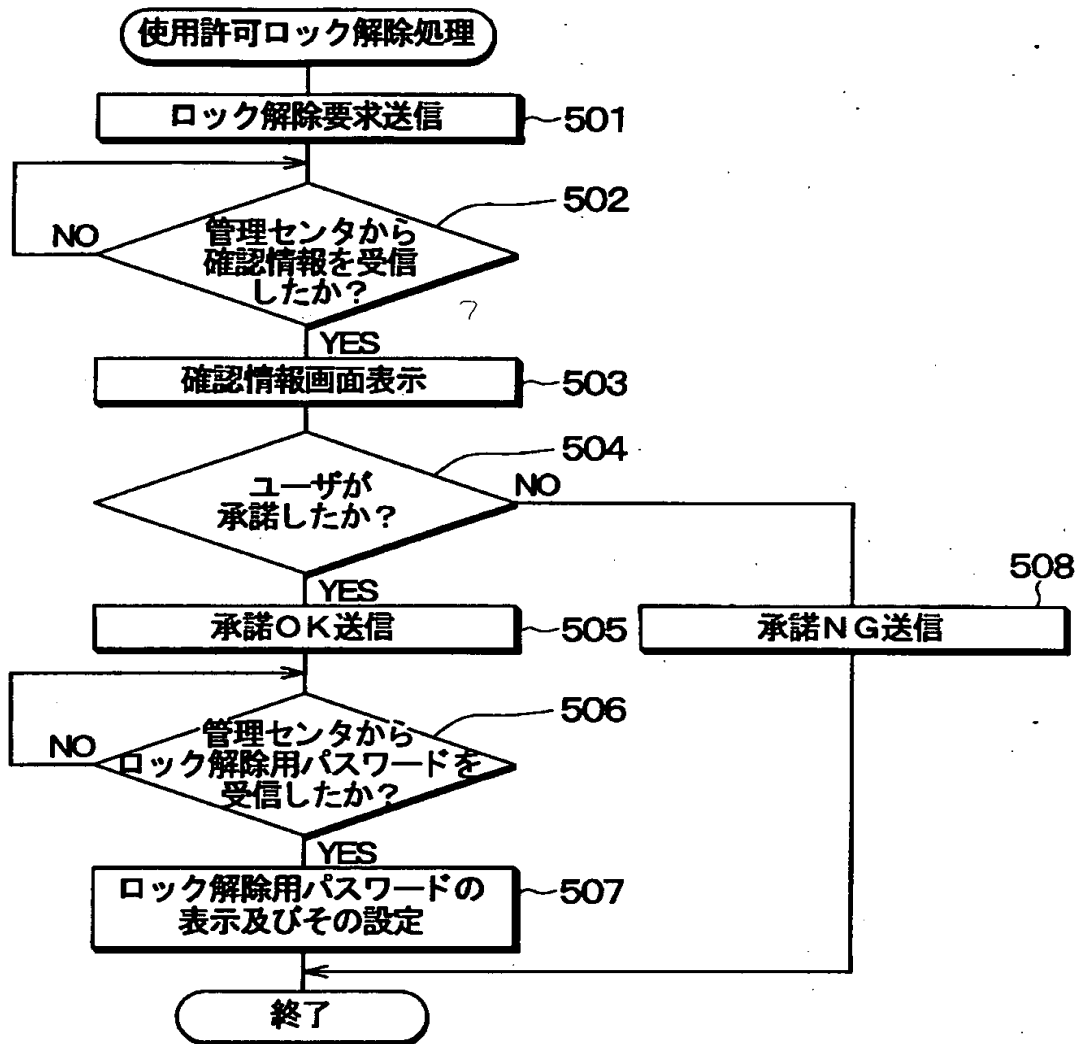 使用許可ロック解除処理
ロック解除要求送信
501
502
NO
管理センタから
確認情報を受信
したか?
YES
確認情報画面表示
503
504
ユーザが
承諾したか?
NO
YES
508
承諾OK送信
505
承諾NG送信
506
NO
管理センタから
ロック解除用パスワードを
受信したか?
YES
ロック解除用パスワードの
表示及びその設定
507
終了